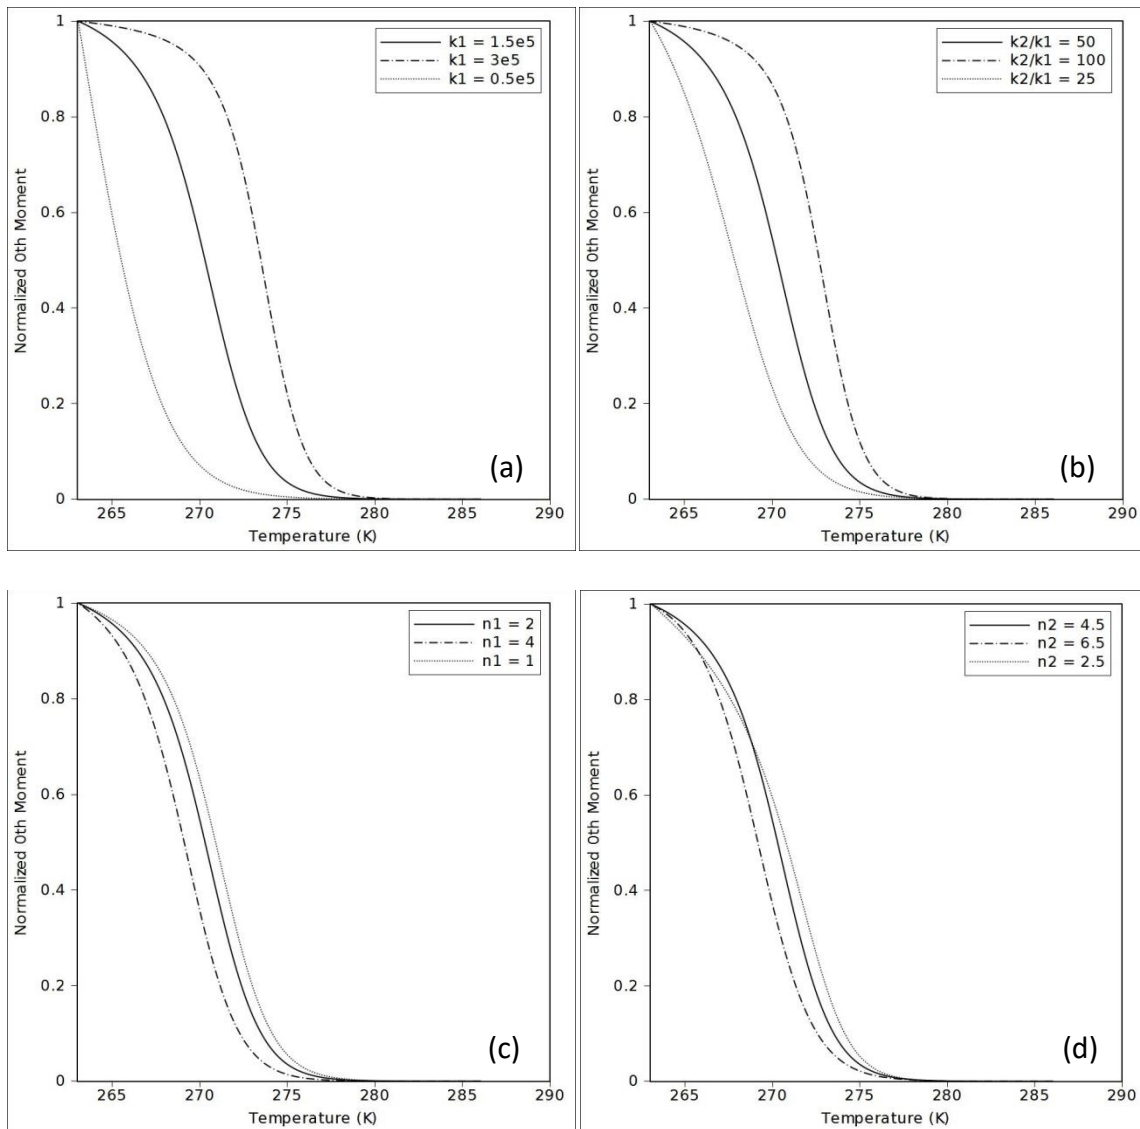 1
0.8
0.6
0.4
0.2
0
Normalized 0th Moment
k1 = 1.5e5
k1 = 3e5
k1 = 0.5e5
(a)
265 270 275 280 285 290
Temperature (K)
1
0.8
0.6
0.4
0.2
0
Normalized 0th Moment
k2/k1 = 50
k2/k1 = 100
k2/k1 = 25
(b)
265 270 275 280 285 290
Temperature (K)
1
0.8
0.6
0.4
0.2
0
Normalized 0th Moment
n1 = 2
n1 = 4
n1 = 1
(c)
265 270 275 280 285 290
Temperature (K)
1
0.8
0.6
0.4
0.2
0
Normalized 0th Moment
n2 = 4.5
n2 = 6.5
n2 = 2.5
(d)
265 270 275 280 285 290
Temperature (K)